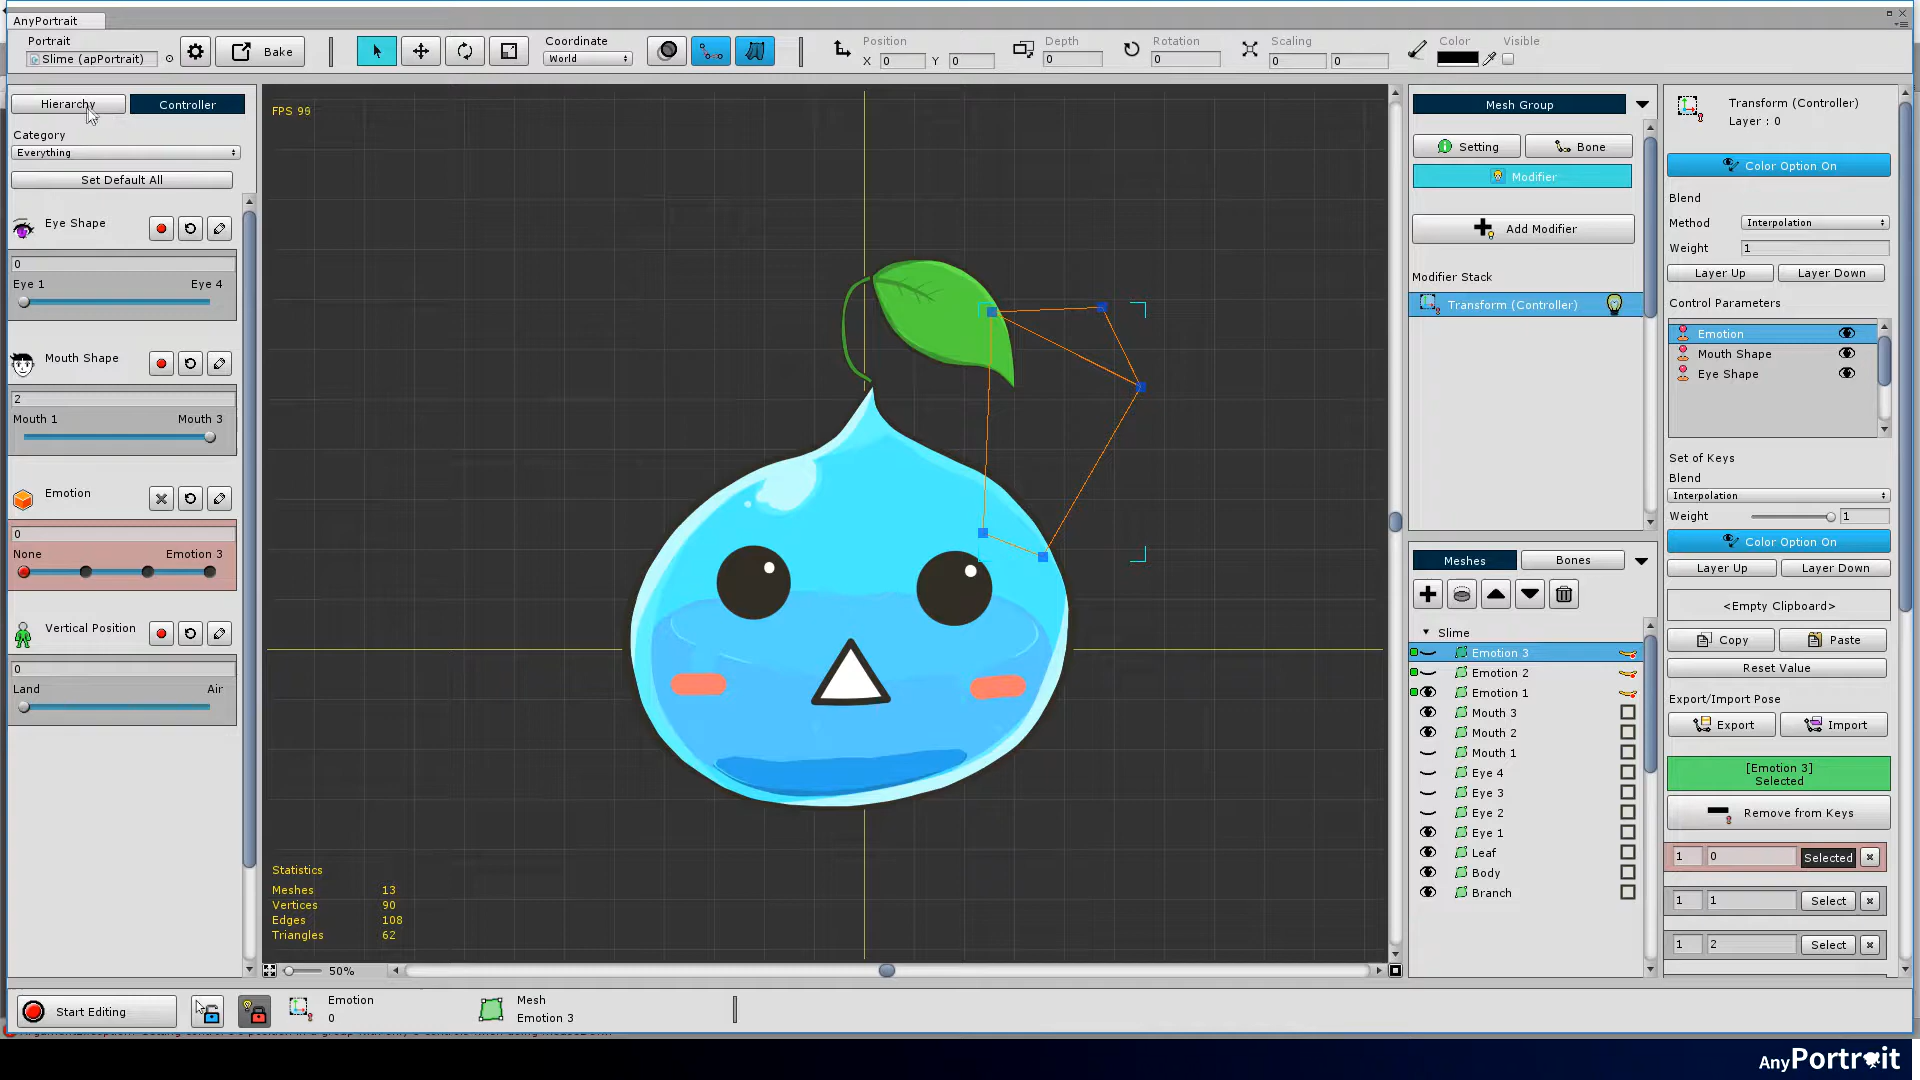 AnyPortrait
Portrait
Slime (apPortrait)
Bake
Coordinate
World
Position
X 0 Y 0
Depth
0
Rotation
0
Scaling
0 0
Color
Visible
Hierarchy
Controller
Category
Everything
Set Default All
Eye Shape
0
Eye 1 Eye 4
Mouth Shape
2
Mouth 1 Mouth 3
Emotion
0
None Emotion 3
Vertical Position
0
Land Air
FPS 99
Statistics
Meshes 13
Vertices 90
Edges 108
Triangles 62
50%
Mesh Group
Setting
Bone
Modifier
Add Modifier
Modifier Stack
Transform (Controller)
Meshes
Bones
Slime
Emotion 3
Emotion 2
Emotion 1
Mouth 3
Mouth 2
Mouth 1
Eye 4
Eye 3
Eye 2
Eye 1
Leaf
Body
Branch
Transform (Controller)
Layer : 0
Color Option On
Blend
Method Interpolation
Weight 1
Layer Up Layer Down
Control Parameters
Emotion
Mouth Shape
Eye Shape
Set of Keys
Blend
Interpolation
Weight 1
Color Option On
Layer Up Layer Down
<Empty Clipboard>
Copy Paste
Reset Value
Export/Import Pose
Export Import
[Emotion 3]
Selected
Remove from Keys
1 0 Selected
1 1 Select
1 2 Select
Start Editing
Emotion
0
Mesh
Emotion 3
AnyPortrait